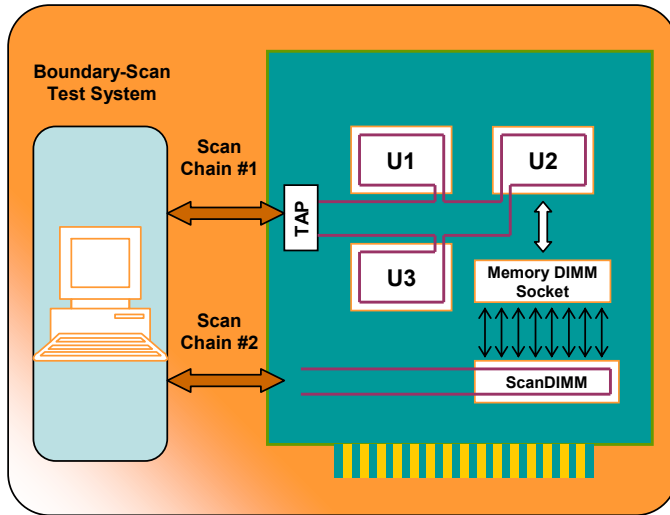 Boundary-Scan
Test System
Scan
Chain #1
TAP
U1
U2
U3
Memory DIMM
Socket
Scan
Chain #2
ScanDIMM